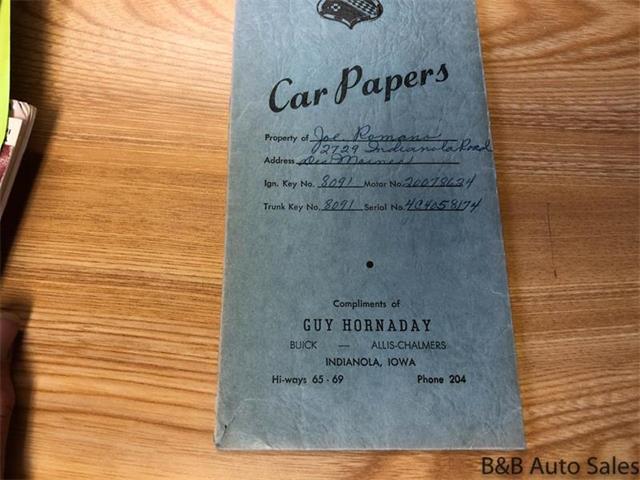 Car Papers
Property of Joe Romano
2729 Indianola Road
Address Des Moines
Ign. Key No. 8091 Motor No. 20078634
Trunk Key No. 8091 Serial No. 4C4058174
Compliments of
GUY HORNADAY
BUICK — ALLIS-CHALMERS
INDIANOLA, IOWA
Hi-ways 65 - 69 Phone 204
B&B Auto Sales